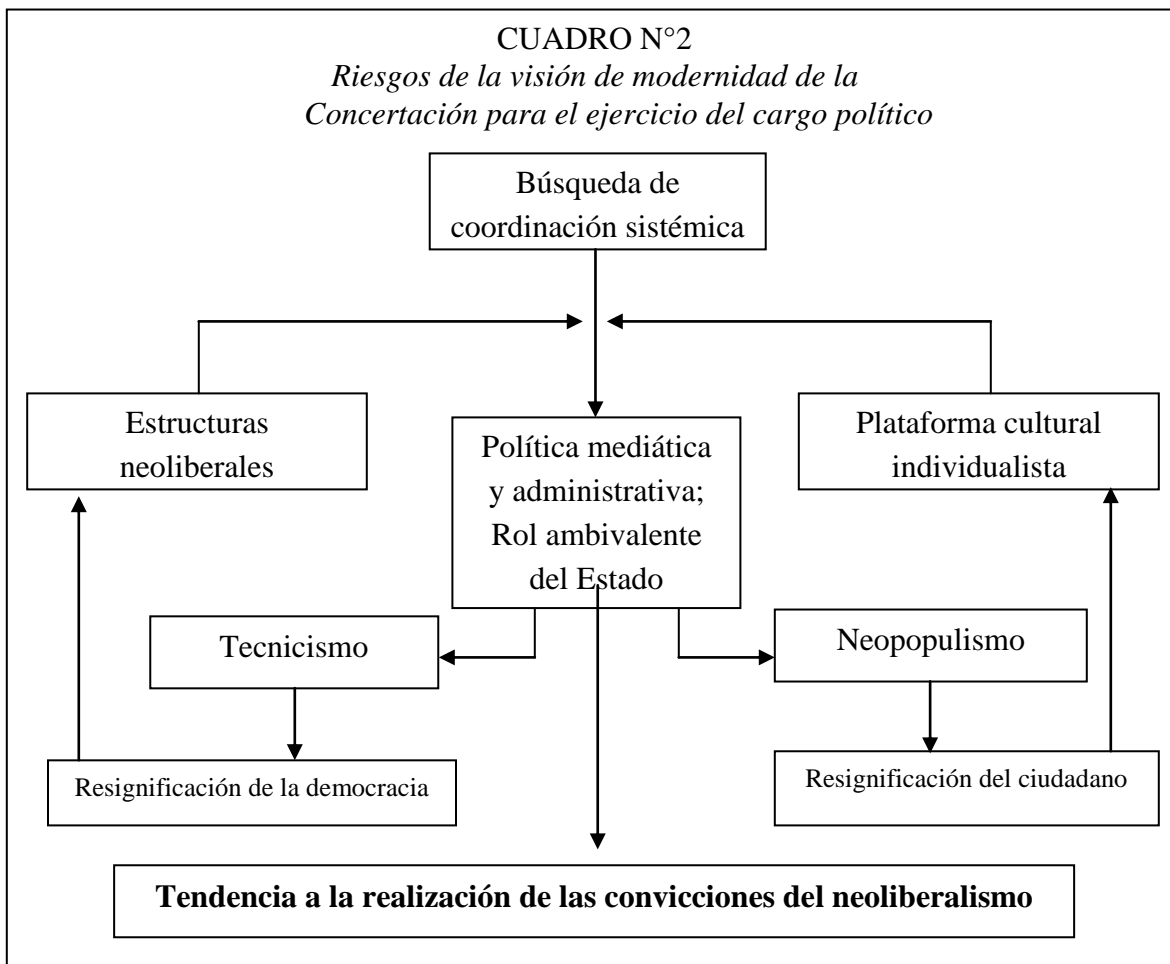 CUADRO N°2
Riesgos de la visión de modernidad de la
Concertación para el ejercicio del cargo político
Búsqueda de
coordinación sistémica
Estructuras
neoliberales
Política mediática
y administrativa;
Rol ambivalente
del Estado
Plataforma cultural
individualista
Tecnicismo
Neopopulismo
Resignificación de la democracia
Resignificación del ciudadano
Tendencia a la realización de las convicciones del neoliberalismo